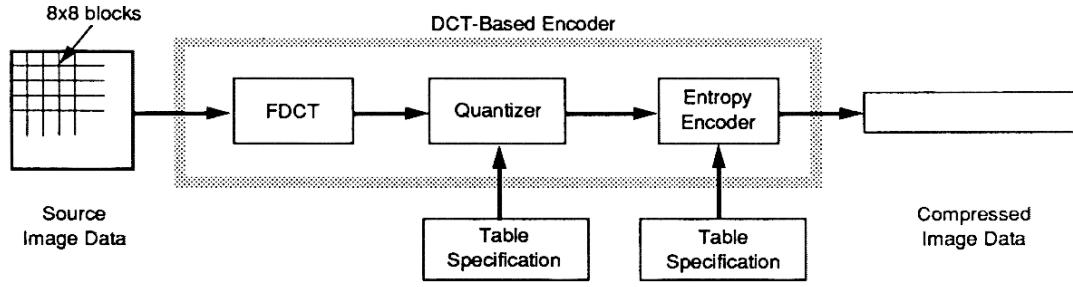 8x8 blocks
DCT-Based Encoder
FDCT
Quantizer
Entropy
Encoder
Source
Image Data
Table
Specification
Table
Specification
Compressed
Image Data